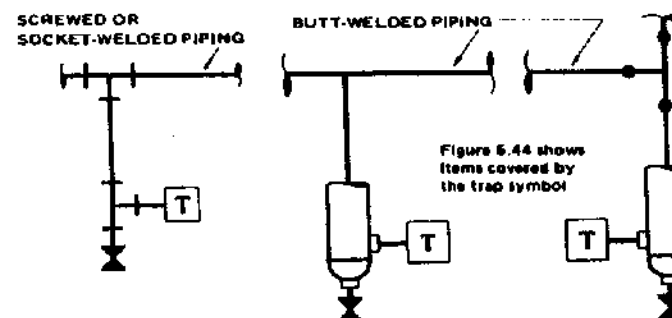 SCREWED OR
SOCKET-WELDED PIPING
BUTT-WELDED PIPING
Figure 6.44 shows
items covered by
the trap symbol
T
T
T